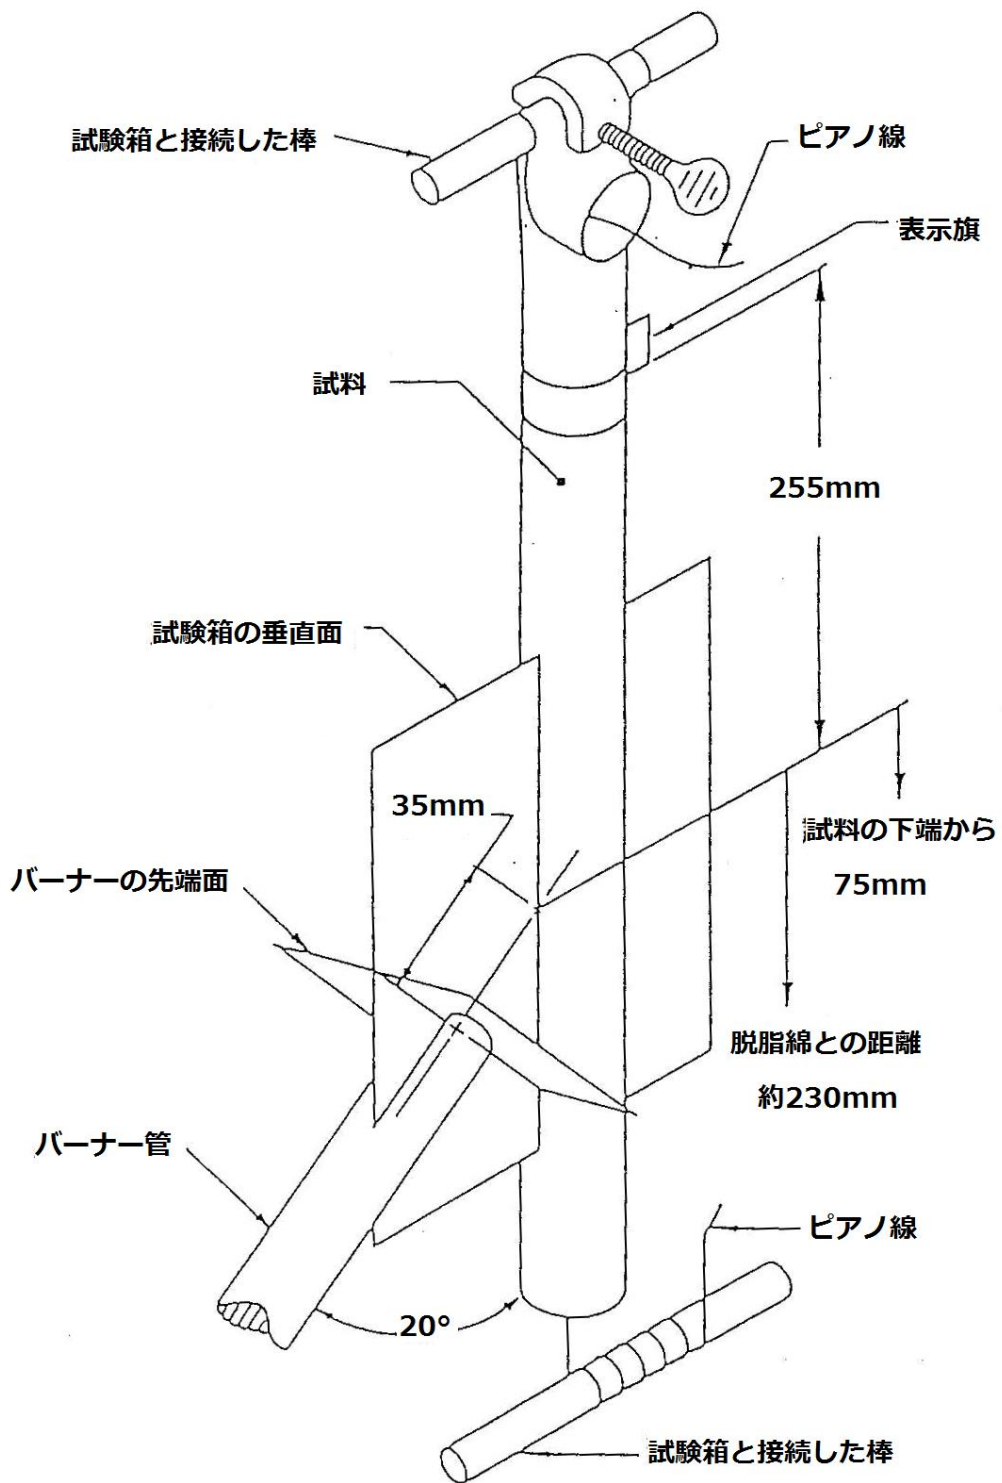 試験箱と接続した棒
ピアノ線
表示旗
試料
255mm
試験箱の垂直面
35mm
試料の下端から
75mm
バーナーの先端面
脱脂綿との距離
約230mm
バーナー管
ピアノ線
20°
試験箱と接続した棒